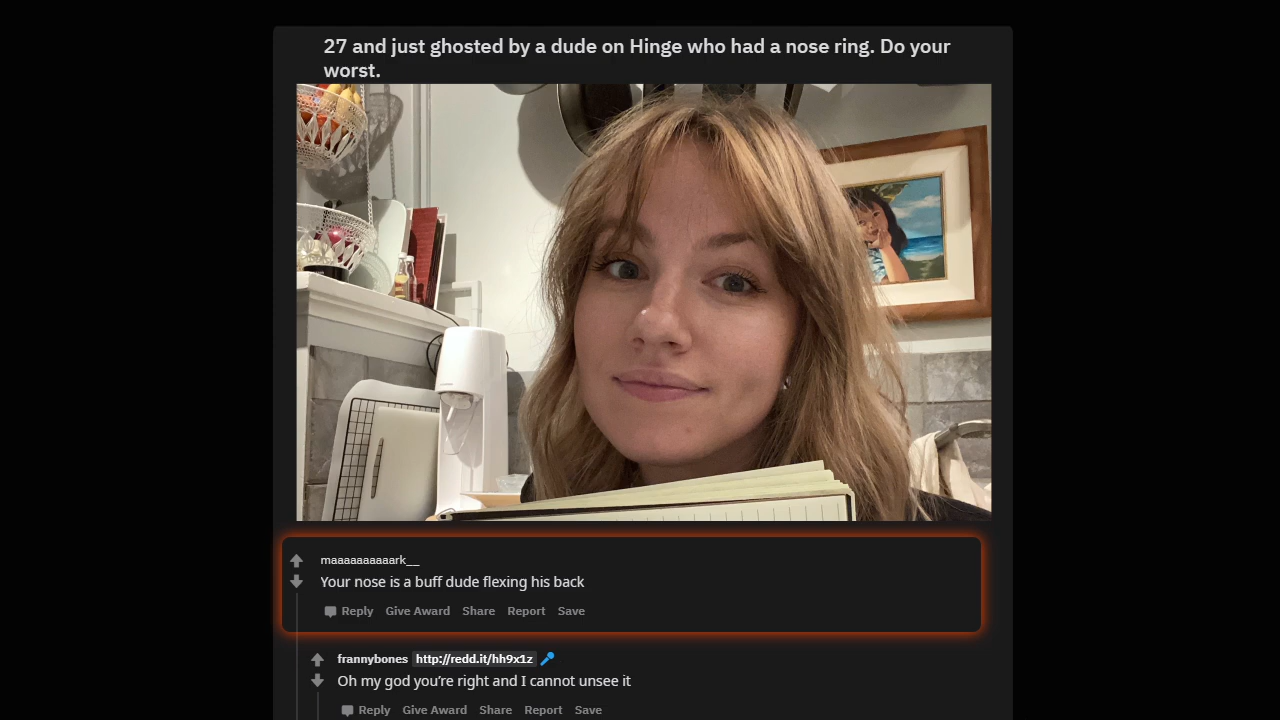 27 and just ghosted by a dude on Hinge who had a nose ring. Do your
worst.
maaaaaaaaaark__
Your nose is a buff dude flexing his back
Reply Give Award Share Report Save
frannybones http://redd.it/hh9x1z
Oh my god you’re right and I cannot unsee it
Reply Give Award Share Report Save